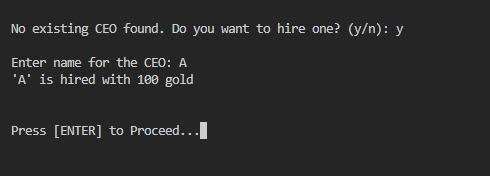 No existing CEO found. Do you want to hire one? (y/n): y
Enter name for the CEO: A
'A' is hired with 100 gold
Press [ENTER] to Proceed...